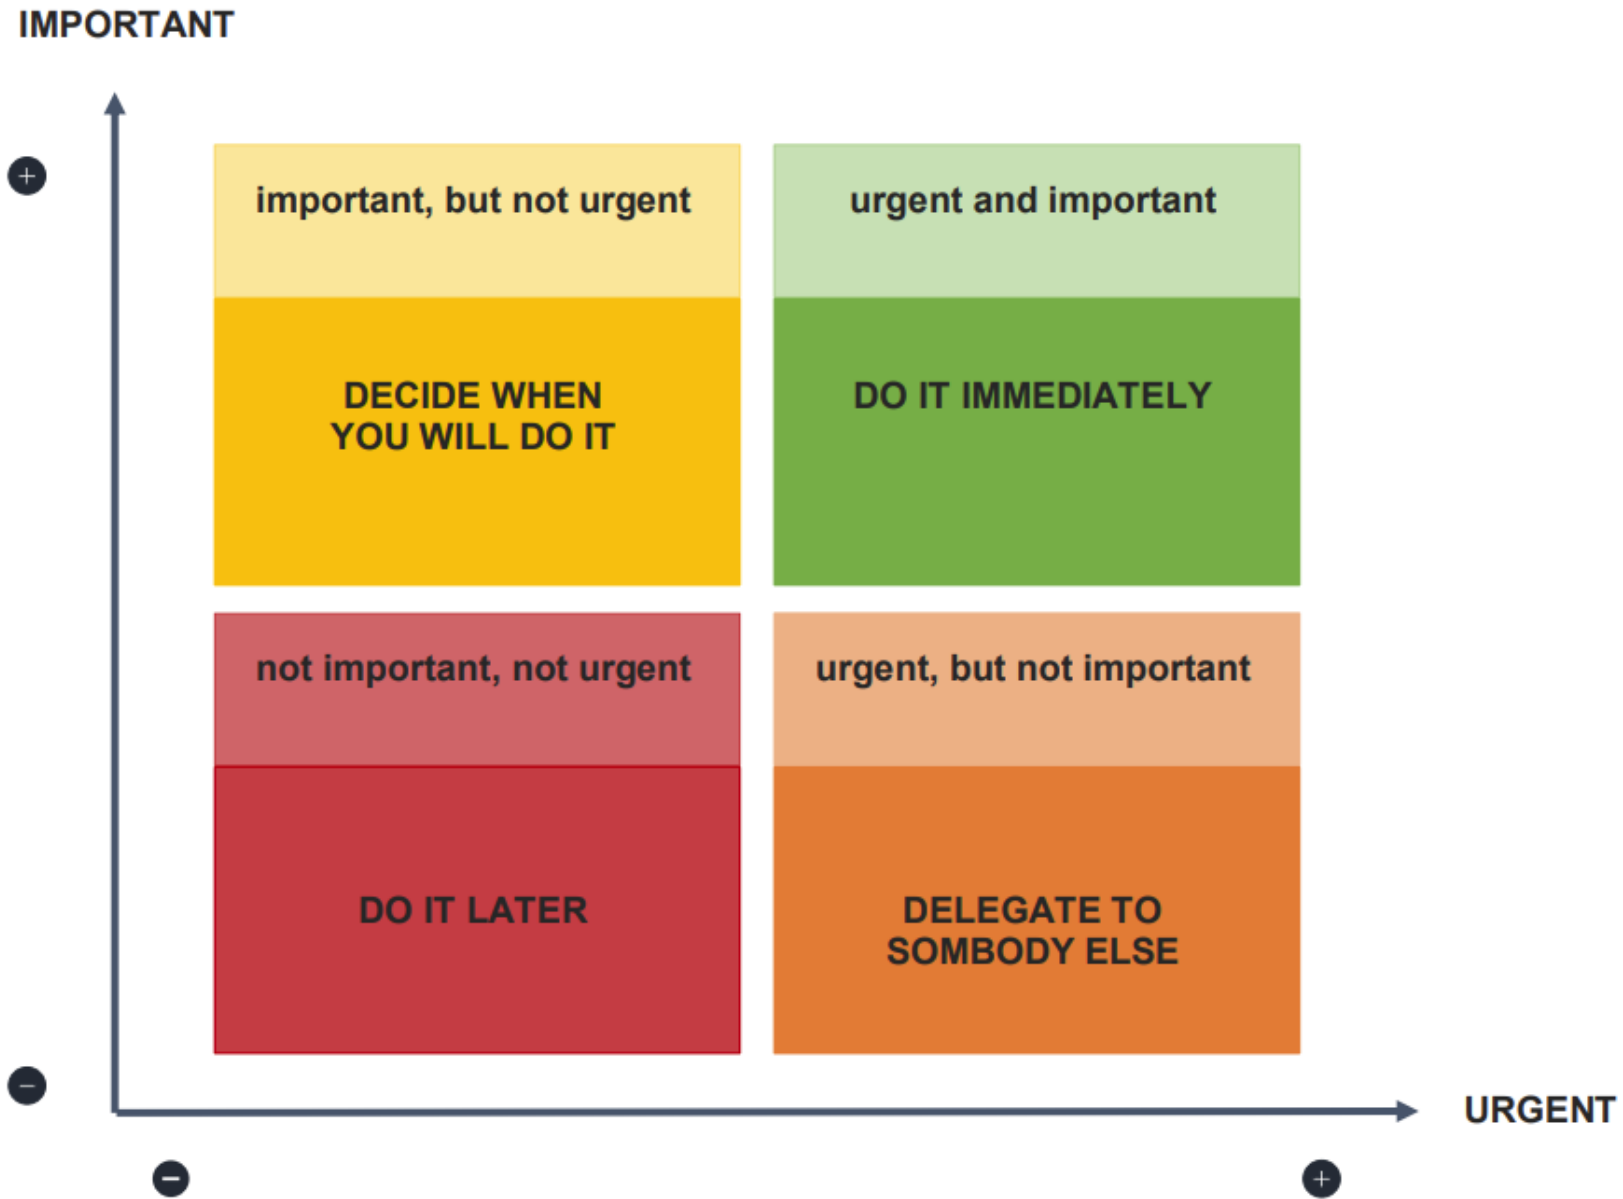 IMPORTANT
+
important, but not urgent
urgent and important
DECIDE WHEN
YOU WILL DO IT
DO IT IMMEDIATELY
not important, not urgent
urgent, but not important
DO IT LATER
DELEGATE TO
SOMBODY ELSE
−
URGENT
−
+